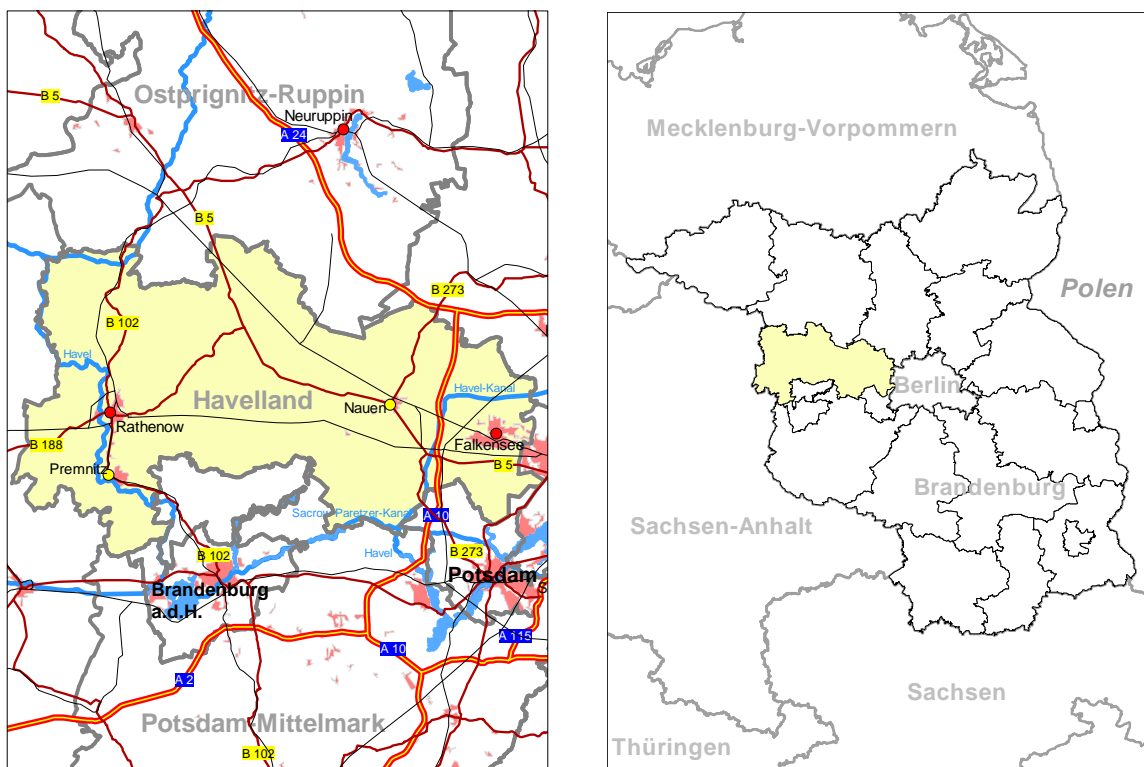 B 5
Ostprignitz-Ruppin
Neuruppin
A 24
B 5
B 273
B 102
Havel
Havel-Kanal
Havelland
Nauen
Rathenow
Falkensee
B 188
B 5
Premnitz
Sacrow-Paretzer-Kanal
A 10
B 102
Havel
B 273
Potsdam
Brandenburg
a.d.H.
S
A 115
A 10
A 2
Potsdam-Mittelmark
B 102
Mecklenburg-Vorpommern
Polen
Berlin
Brandenburg
Sachsen-Anhalt
Sachsen
Thüringen